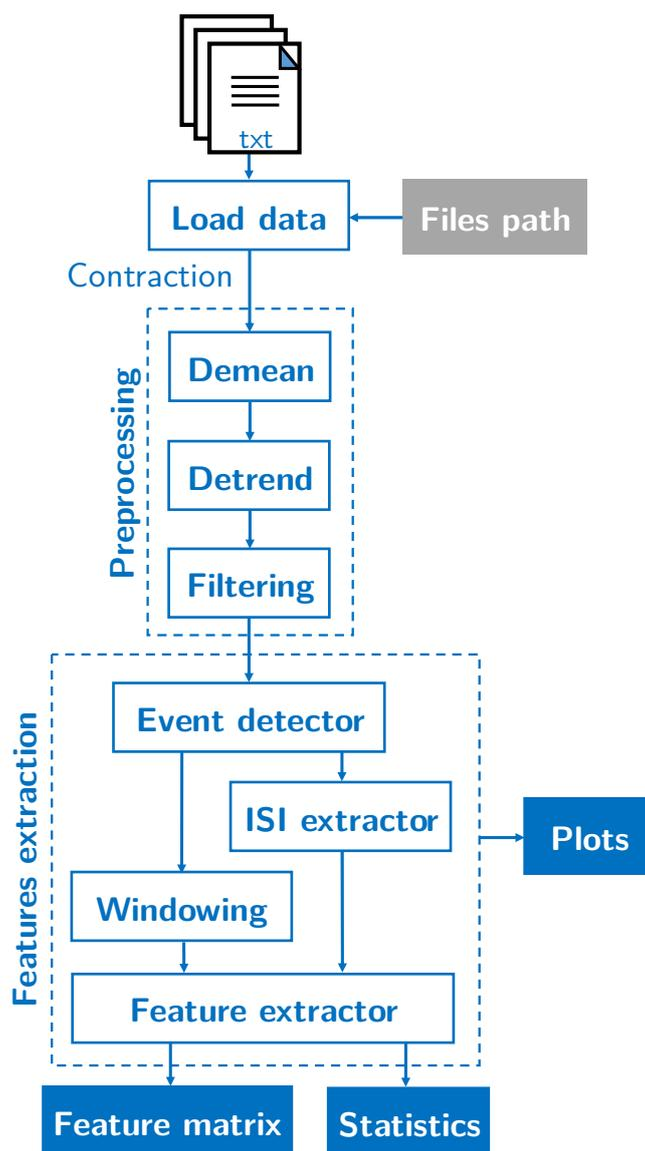 txt
Load data
Files path
Contraction
Preprocessing
Demean
Detrend
Filtering
Features extraction
Event detector
ISI extractor
Plots
Windowing
Feature extractor
Feature matrix
Statistics